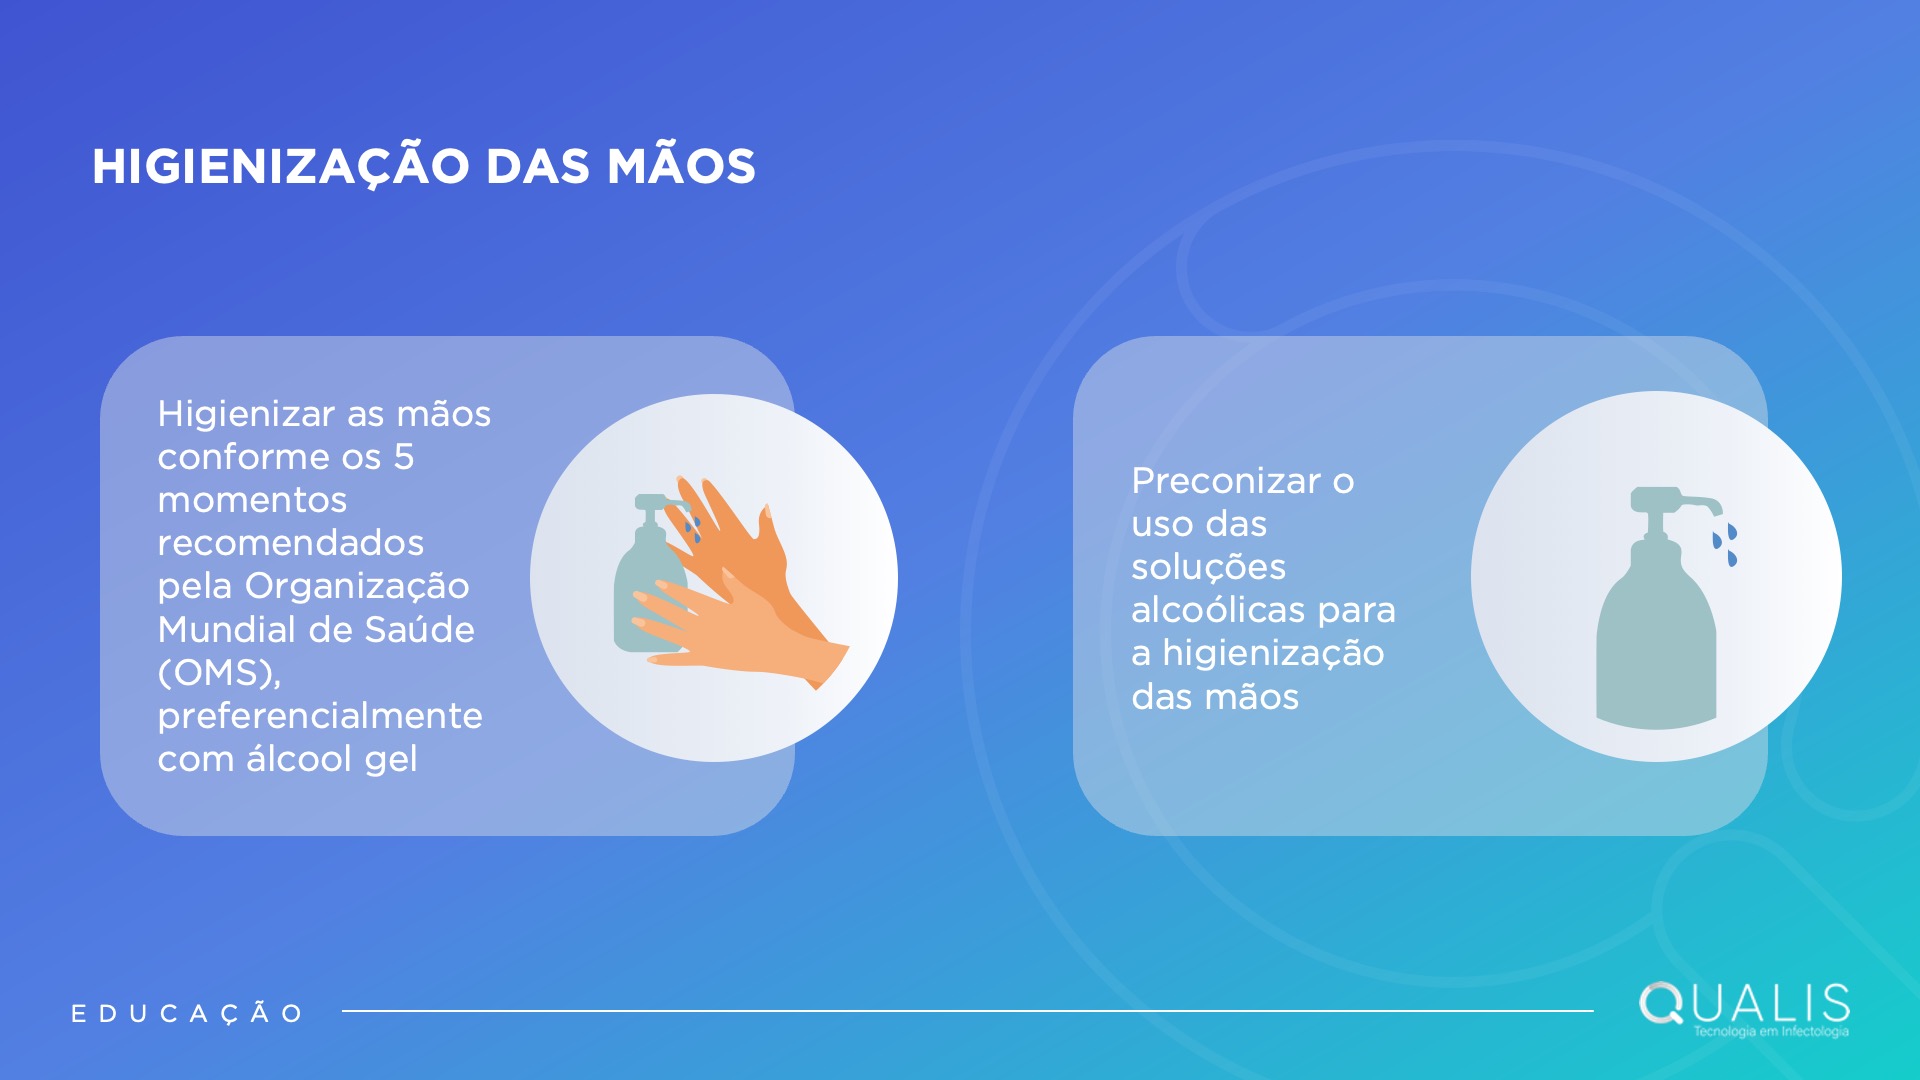 HIGIENIZAÇÃO DAS MÃOS
Higienizar as mãos
conforme os 5
momentos
recomendados
pela Organização
Mundial de Saúde
(OMS),
preferencialmente
com álcool gel
Preconizar o
uso das
soluções
alcoólicas para
a higienização
das mãos
EDUCAÇÃO
QUALIS
Tecnologia em Infectologia